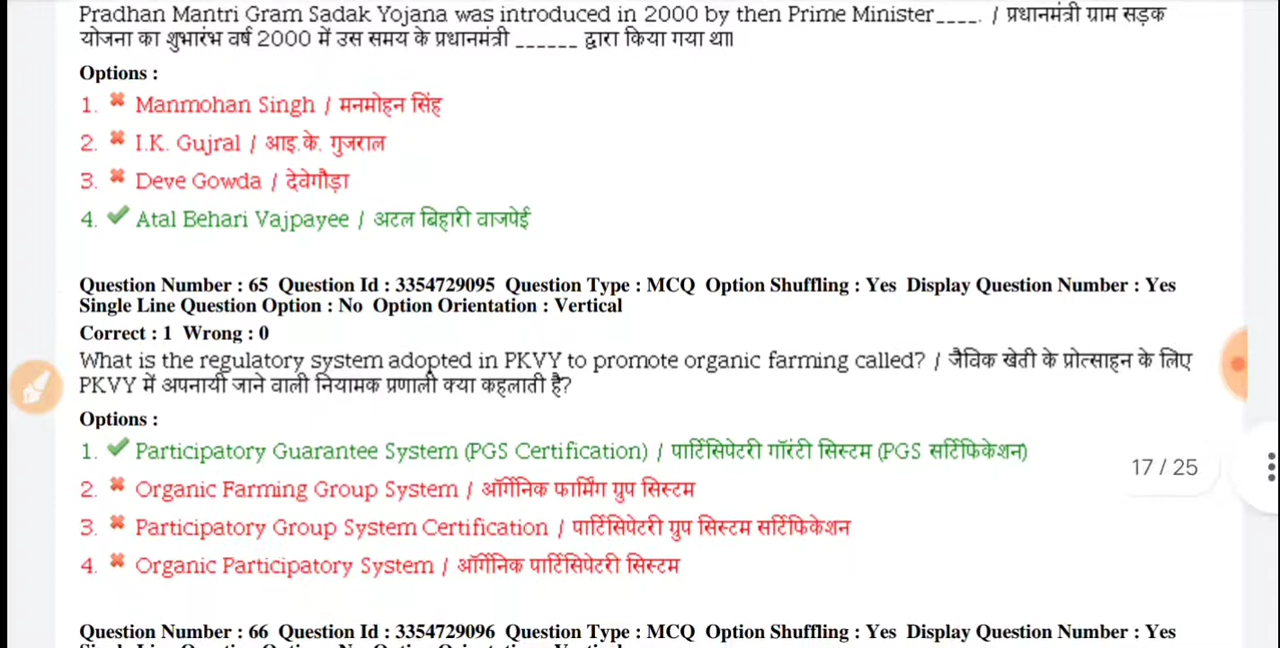 Pradhan Mantri Gram Sadak Yojana was introduced in 2000 by then Prime Minister____. / प्रधानमंत्री ग्राम सड़क
योजना का शुभारंभ वर्ष 2000 में उस समय के प्रधानमंत्री ______ द्वारा किया गया था।
Options :
1. Manmohan Singh / मनमोहन सिंह
2. I.K. Gujral / आइ.के. गुजराल
3. Deve Gowda / देवेगौड़ा
4. Atal Behari Vajpayee / अटल बिहारी वाजपेई
Question Number : 65 Question Id : 3354729095 Question Type : MCQ Option Shuffling : Yes Display Question Number : Yes
Single Line Question Option : No Option Orientation : Vertical
Correct : 1 Wrong : 0
What is the regulatory system adopted in PKVY to promote organic farming called? / जैविक खेती के प्रोत्साहन के लिए
PKVY में अपनायी जाने वाली नियामक प्रणाली क्या कहलाती है?
Options :
1. Participatory Guarantee System (PGS Certification) / पार्टिसिपेटरी गॉरंटी सिस्टम (PGS सर्टिफिकेशन)
2. Organic Farming Group System / ऑर्गेनिक फार्मिंग ग्रुप सिस्टम
3. Participatory Group System Certification / पार्टिसिपेटरी ग्रुप सिस्टम सर्टिफिकेशन
4. Organic Participatory System / ऑर्गेनिक पार्टिसिपेटरी सिस्टम
17 / 25
Question Number : 66 Question Id : 3354729096 Question Type : MCQ Option Shuffling : Yes Display Question Number : Yes